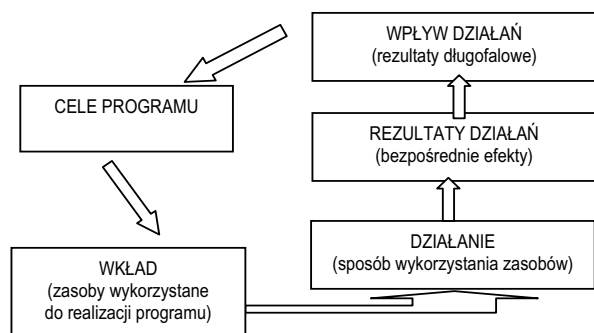 WPŁYW DZIAŁAŃ
(rezultaty długofalowe)
CELE PROGRAMU
REZULTATY DZIAŁAŃ
(bezpośrednie efekty)
DZIAŁANIE
(sposób wykorzystania zasobów)
WKŁAD
(zasoby wykorzystane
do realizacji programu)